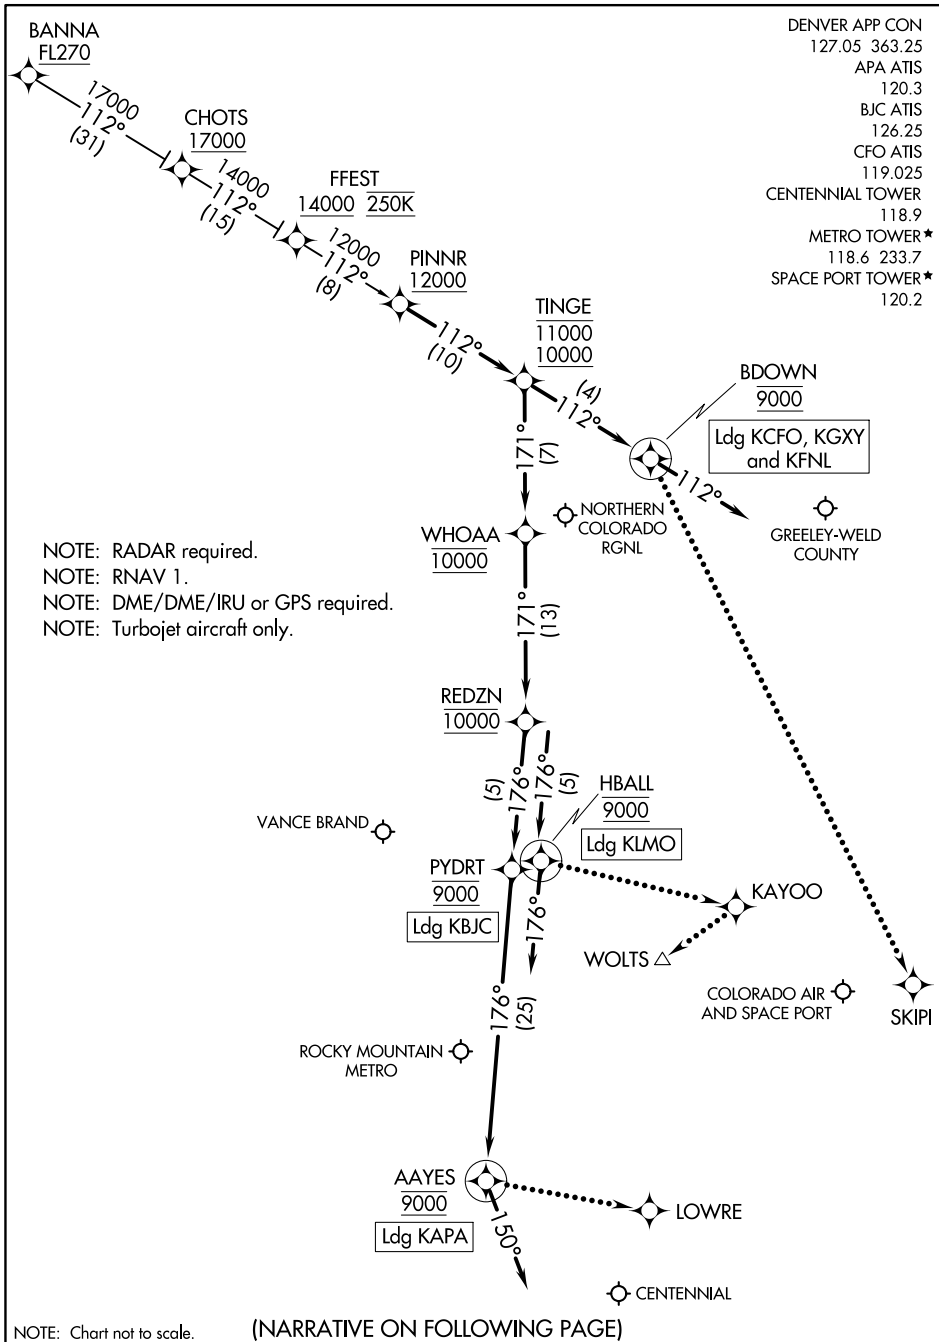 BANNA
FL270
17000
112°
(31)
CHOTS
17000
14000
112°
(15)
FFEST
14000 250K
12000
112°
(8)
PINNR
12000
112°
(10)
TINGE
11000
10000
(4)
112°
BDOWN
9000
Ldg KCFO, KGXY
and KFNL
112°
DENVER APP CON
127.05 363.25
APA ATIS
120.3
BJC ATIS
126.25
CFO ATIS
119.025
CENTENNIAL TOWER
118.9
METRO TOWER★
118.6 233.7
SPACE PORT TOWER★
120.2
171°
(7)
NORTHERN
COLORADO
RGNL
GREELEY-WELD
COUNTY
WHOAA
10000
NOTE: RADAR required.
NOTE: RNAV 1.
NOTE: DME/DME/IRU or GPS required.
NOTE: Turbojet aircraft only.
171°
(13)
REDZN
10000
(5)
176°
176°
(5)
HBALL
9000
Ldg KLMO
VANCE BRAND
PYDRT
9000
Ldg KBJC
176°
KAYOO
WOLTS
COLORADO AIR
AND SPACE PORT
SKIPI
176°
(25)
ROCKY MOUNTAIN
METRO
AAYES
9000
Ldg KAPA
150°
LOWRE
CENTENNIAL
NOTE: Chart not to scale.
(NARRATIVE ON FOLLOWING PAGE)